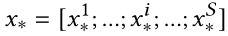 x_* = [x_*^1; ...; x_*^i; ...; x_*^S]